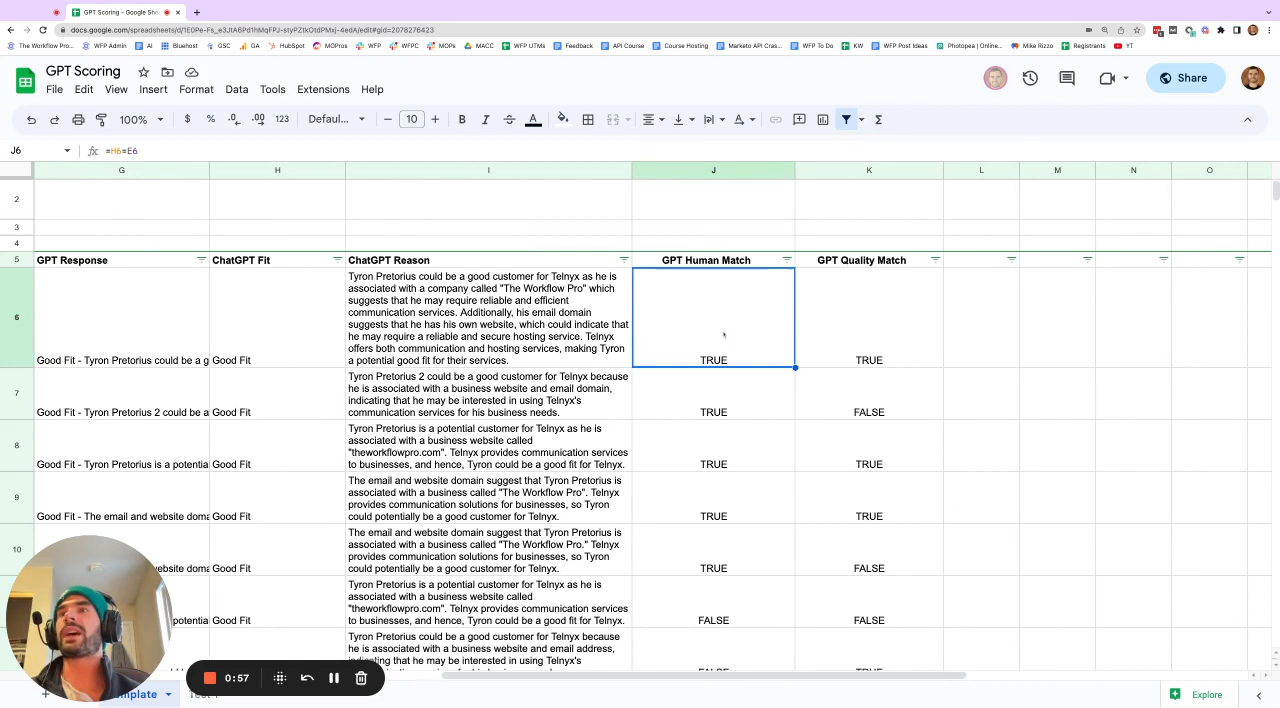 GPT Scoring - Google She
docs.google.com/spreadsheets/d/1E0Pe-Fs_e3JtA6Pd1hMqFPJ-styPZtkOtdPMxj-4edA/edit#gid=2078276423
The Workflow Pro... WFP Admin AI Bluehost GSC GA HubSpot MOPros WFP WFPC MOPs MACC WFP UTMs Feedback API Course Course Hosting Marketo API Cras... WFP To Do KW WFP Post Ideas Photopea | Online... Mike Rizzo Registrants YT
GPT Scoring
File Edit View Insert Format Data Tools Extensions Help
Share
100% $ % .0 .00 123 Defaul... 10 B I A
J6 =H6=E6
G H I J K L M N O
2
3
4
5 GPT Response ChatGPT Fit ChatGPT Reason GPT Human Match GPT Quality Match
Tyron Pretorius could be a good customer for Telnyx as he is
associated with a company called "The Workflow Pro" which
suggests that he may require reliable and efficient
communication services. Additionally, his email domain
suggests that he has his own website, which could indicate that
he may require a reliable and secure hosting service. Telnyx
offers both communication and hosting services, making Tyron
a potential good fit for their services.
6 Good Fit - Tyron Pretorius could be a g Good Fit TRUE TRUE
Tyron Pretorius 2 could be a good customer for Telnyx because
he is associated with a business website and email domain,
indicating that he may be interested in using Telnyx's
communication services for his business needs.
7 Good Fit - Tyron Pretorius 2 could be a Good Fit TRUE FALSE
Tyron Pretorius is a potential customer for Telnyx as he is
associated with a business website called
"theworkflowpro.com". Telnyx provides communication services
to businesses, and hence, Tyron could be a good fit for Telnyx.
8 Good Fit - Tyron Pretorius is a potentia Good Fit TRUE TRUE
The email and website domain suggest that Tyron Pretorius is
associated with a business called "The Workflow Pro". Telnyx
provides communication solutions for businesses, so Tyron
could potentially be a good customer for Telnyx.
9 Good Fit - The email and website doma Good Fit TRUE TRUE
The email and website domain suggest that Tyron Pretorius is
associated with a business called "The Workflow Pro." Telnyx
provides communication solutions for businesses, so Tyron
could potentially be a good customer for Telnyx.
10 ebsite doma Good Fit TRUE FALSE
Tyron Pretorius is a potential customer for Telnyx as he is
associated with a business website called
"theworkflowpro.com". Telnyx provides communication services
to businesses, and hence, Tyron could be a good fit for Telnyx.
potentia Good Fit FALSE FALSE
Tyron Pretorius could be a good customer for Telnyx because
he is associated with a business website and email address,
indicating that he may be interested in using Telnyx's
FALSE TRUE
0:57
mplate
Explore